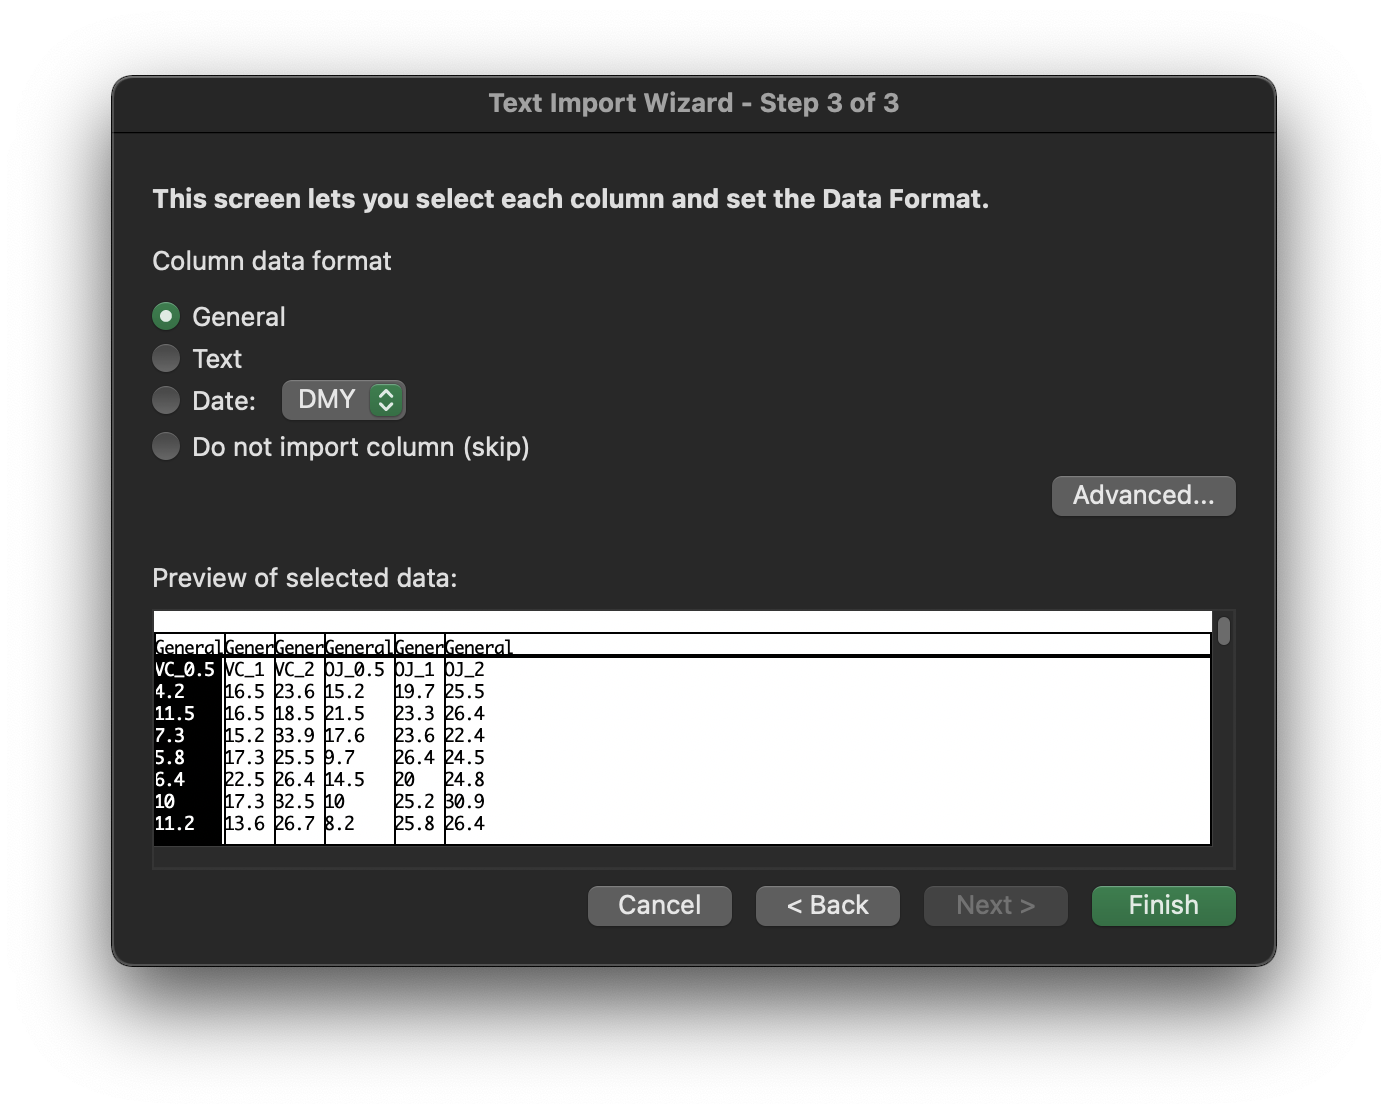 Text Import Wizard - Step 3 of 3
This screen lets you select each column and set the Data Format.
Column data format
General
Text
Date: DMY
Do not import column (skip)
Advanced...
Preview of selected data:
General Gener Gener General Gener General
VC_0.5 VC_1 VC_2 OJ_0.5 OJ_1 OJ_2
4.2 16.5 23.6 15.2 19.7 25.5
11.5 16.5 18.5 21.5 23.3 26.4
7.3 15.2 33.9 17.6 23.6 22.4
5.8 17.3 25.5 9.7 26.4 24.5
6.4 22.5 26.4 14.5 20 24.8
10 17.3 32.5 10 25.2 30.9
11.2 13.6 26.7 8.2 25.8 26.4
Cancel < Back Next > Finish